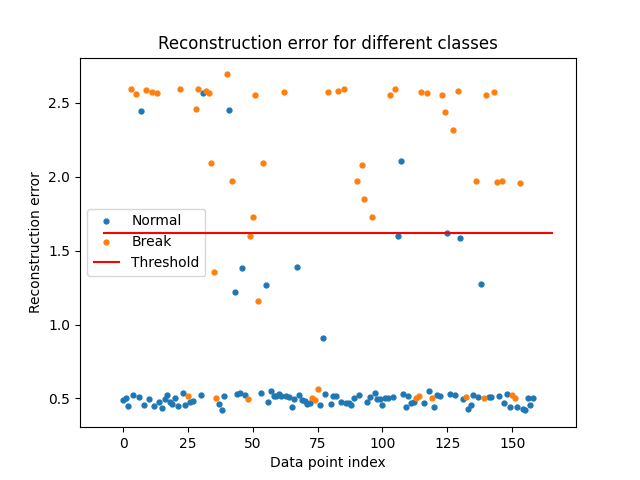 Reconstruction error for different classes
Reconstruction error
2.5
2.0
1.5
1.0
0.5
Normal
Break
Threshold
0 25 50 75 100 125 150
Data point index